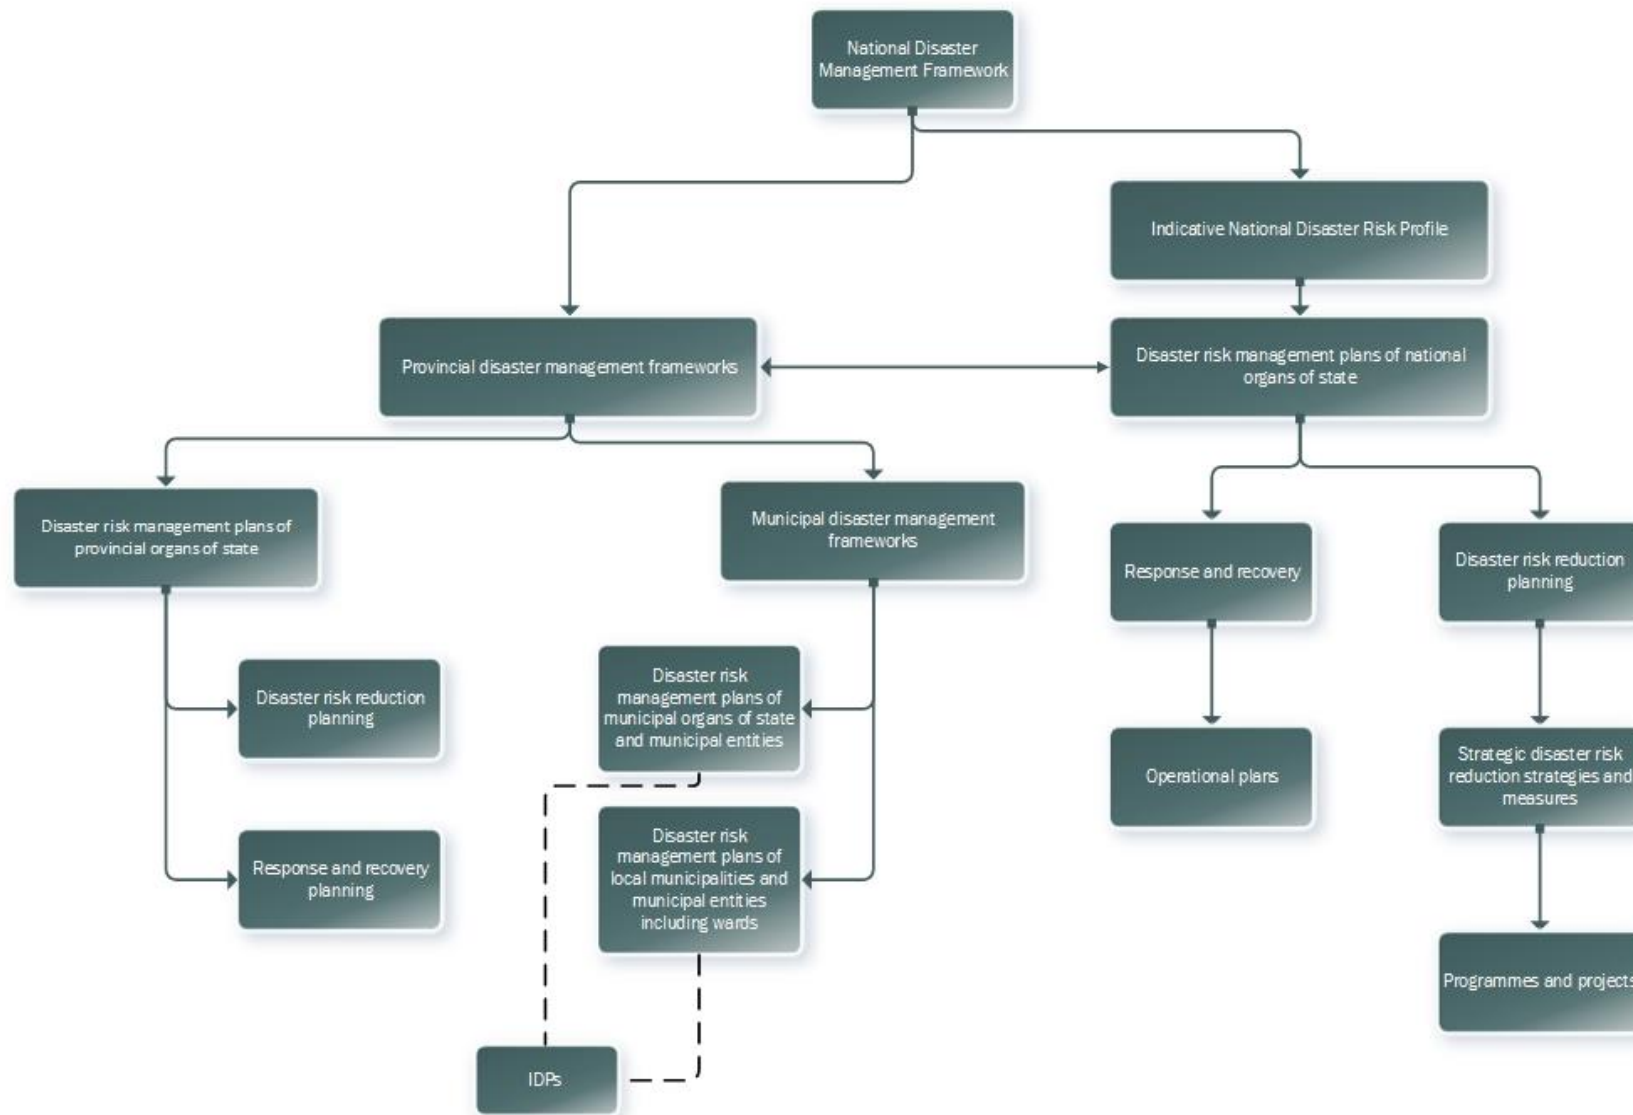 National Disaster
Management Framework
Indicative National Disaster Risk Profile
Provincial disaster management frameworks
Disaster risk management plans of national
organs of state
Disaster risk management plans of
provincial organs of state
Municipal disaster management
frameworks
Response and recovery
Disaster risk reduction
planning
Disaster risk reduction
planning
Disaster risk
management plans of
municipal organs of state
and municipal entities
Operational plans
Strategic disaster risk
reduction strategies and
measures
Response and recovery
planning
Disaster risk
management plans of
local municipalities and
municipal entities
including wards
Programmes and projects
IDPs